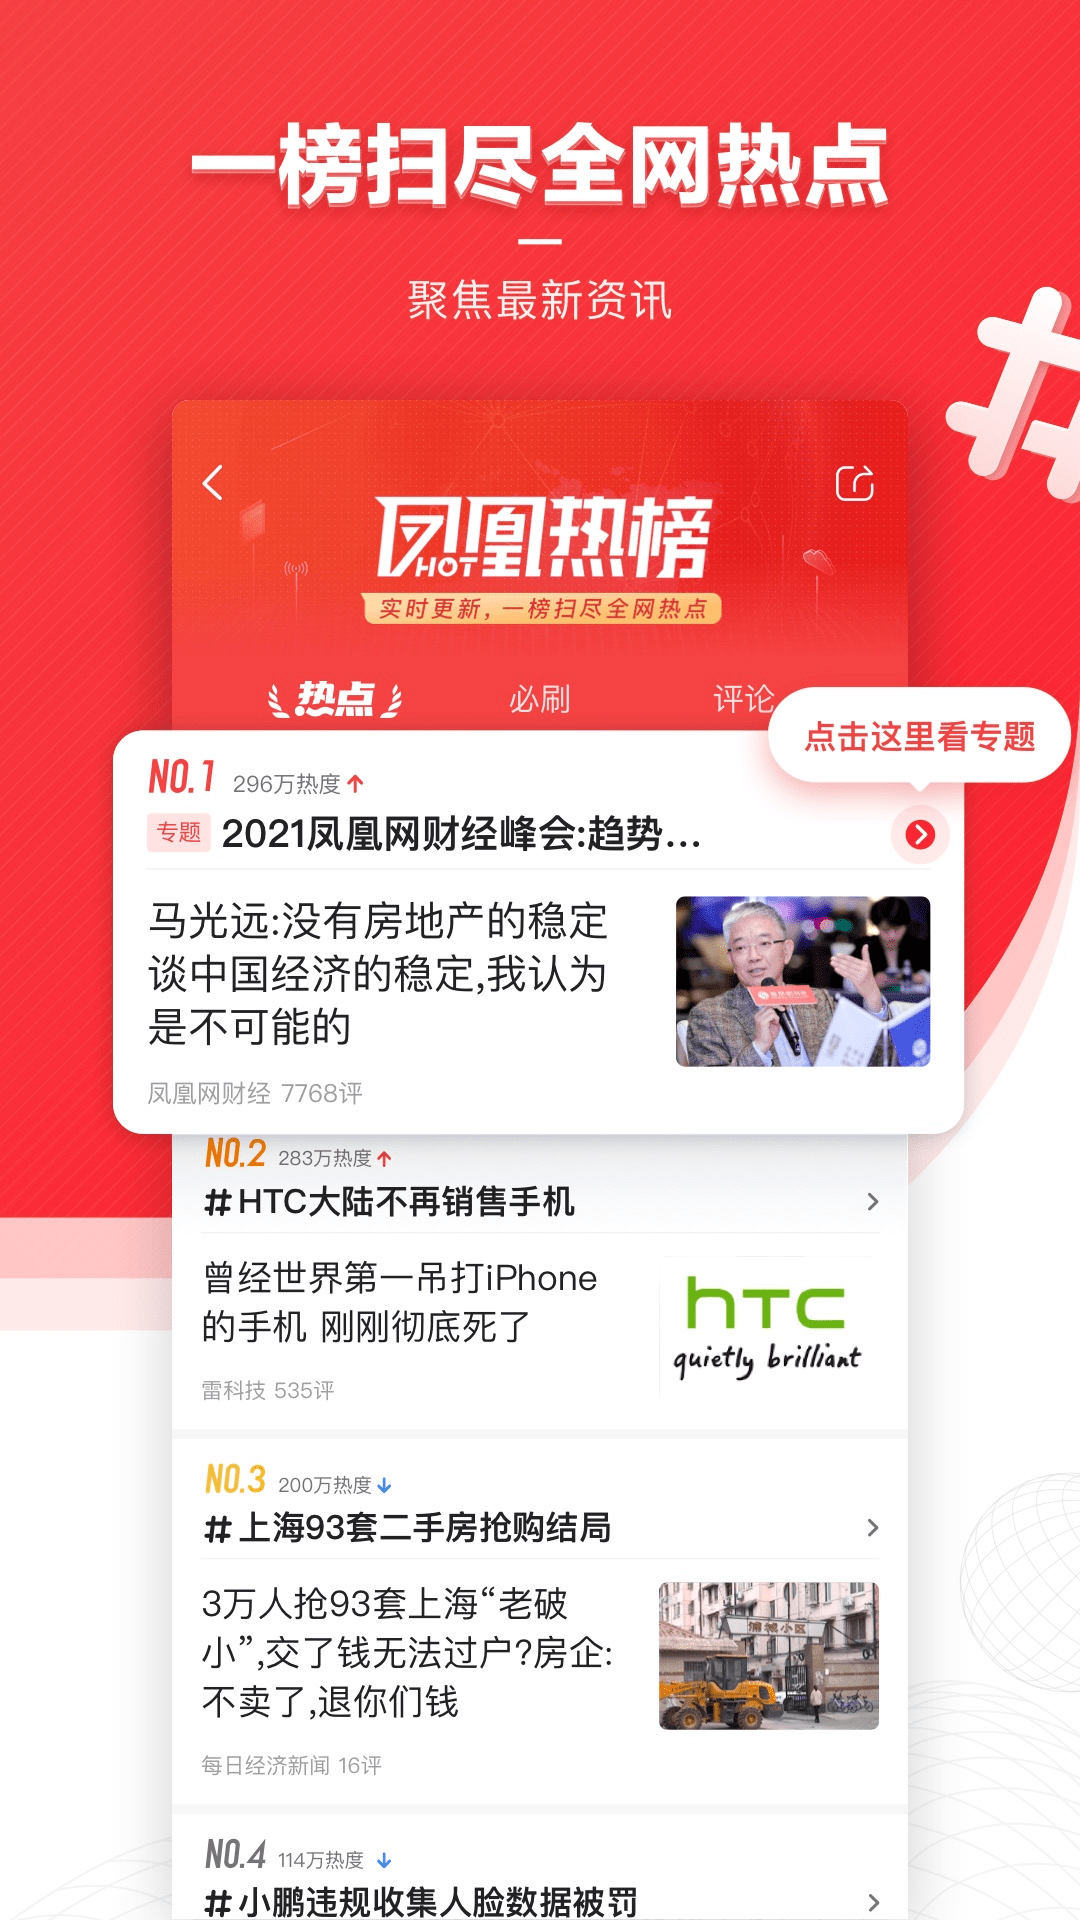 一榜扫尽全网热点
聚焦最新资讯
凤凰热榜
HOT
实时更新,一榜扫尽全网热点
热点 必刷 评论
点击这里看专题
NO.1 296万热度
专题 2021凤凰网财经峰会:趋势...
马光远:没有房地产的稳定
谈中国经济的稳定,我认为
是不可能的
凤凰网财经 7768评
NO.2 283万热度
#HTC大陆不再销售手机
曾经世界第一吊打iPhone
的手机 刚刚彻底死了
hTC
quietly brilliant
雷科技 535评
NO.3 200万热度
#上海93套二手房抢购结局
3万人抢93套上海“老破
小”,交了钱无法过户?房企:
不卖了,退你们钱
每日经济新闻 16评
NO.4 114万热度
#小鹏违规收集人脸数据被罚